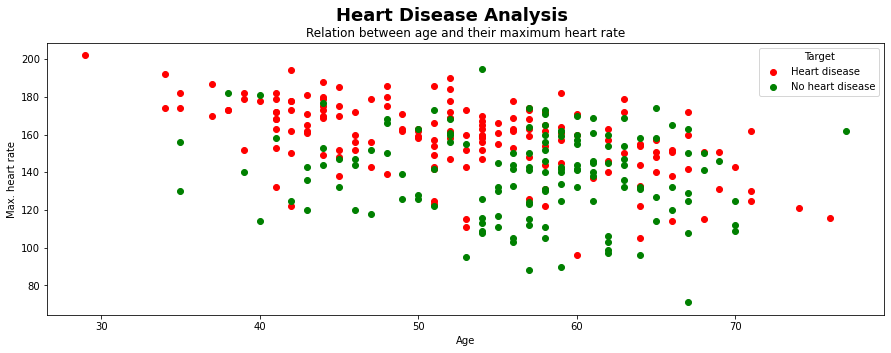 Heart Disease Analysis
Relation between age and their maximum heart rate
Target
Heart disease
No heart disease
Max. heart rate
200
180
160
140
120
100
80
30
40
50
60
70
Age